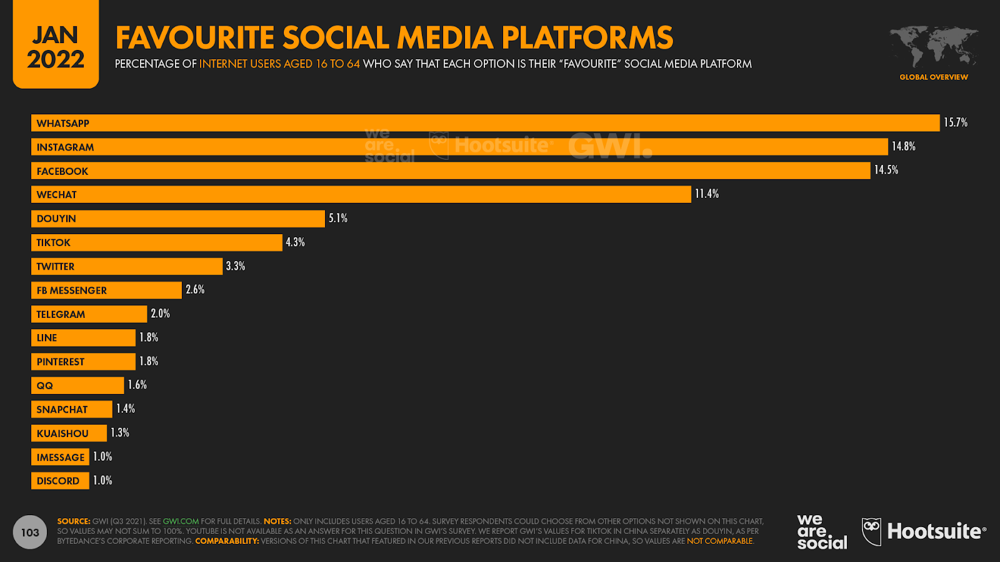 JAN
2022
FAVOURITE SOCIAL MEDIA PLATFORMS
PERCENTAGE OF INTERNET USERS AGED 16 TO 64 WHO SAY THAT EACH OPTION IS THEIR “FAVOURITE” SOCIAL MEDIA PLATFORM
GLOBAL OVERVIEW
WHATSAPP 15.7%
INSTAGRAM 14.8%
we
are
social
Hootsuite®
GWI.
FACEBOOK 14.5%
WECHAT 11.4%
DOUYIN 5.1%
TIKTOK 4.3%
TWITTER 3.3%
FB MESSENGER 2.6%
TELEGRAM 2.0%
LINE 1.8%
PINTEREST 1.8%
QQ 1.6%
SNAPCHAT 1.4%
KUAISHOU 1.3%
IMESSAGE 1.0%
DISCORD 1.0%
103
SOURCE: GWI (Q3 2021). SEE GWI.COM FOR FULL DETAILS. NOTES: ONLY INCLUDES USERS AGED 16 TO 64. SURVEY RESPONDENTS COULD CHOOSE FROM OTHER OPTIONS NOT SHOWN ON THIS CHART,
SO VALUES MAY NOT SUM TO 100%. YOUTUBE IS NOT AVAILABLE AS AN ANSWER FOR THIS QUESTION IN GWI’S SURVEY. WE REPORT GWI’S VALUES FOR TIKTOK IN CHINA SEPARATELY AS DOUYIN, AS PER
BYTEDANCE’S CORPORATE REPORTING. COMPARABILITY: VERSIONS OF THIS CHART THAT FEATURED IN OUR PREVIOUS REPORTS DID NOT INCLUDE DATA FOR CHINA, SO VALUES ARE NOT COMPARABLE.
we
are
social
Hootsuite®